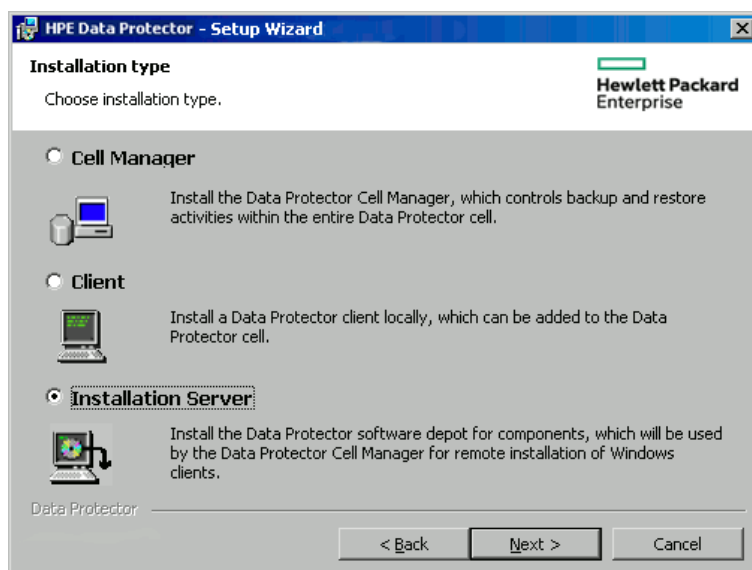 HPE Data Protector - Setup Wizard
Installation type
Choose installation type.
Hewlett Packard
Enterprise
Cell Manager
Install the Data Protector Cell Manager, which controls backup and restore
activities within the entire Data Protector cell.
Client
Install a Data Protector client locally, which can be added to the Data
Protector cell.
Installation Server
Install the Data Protector software depot for components, which will be used
by the Data Protector Cell Manager for remote installation of Windows
clients.
Data Protector
< Back
Next >
Cancel